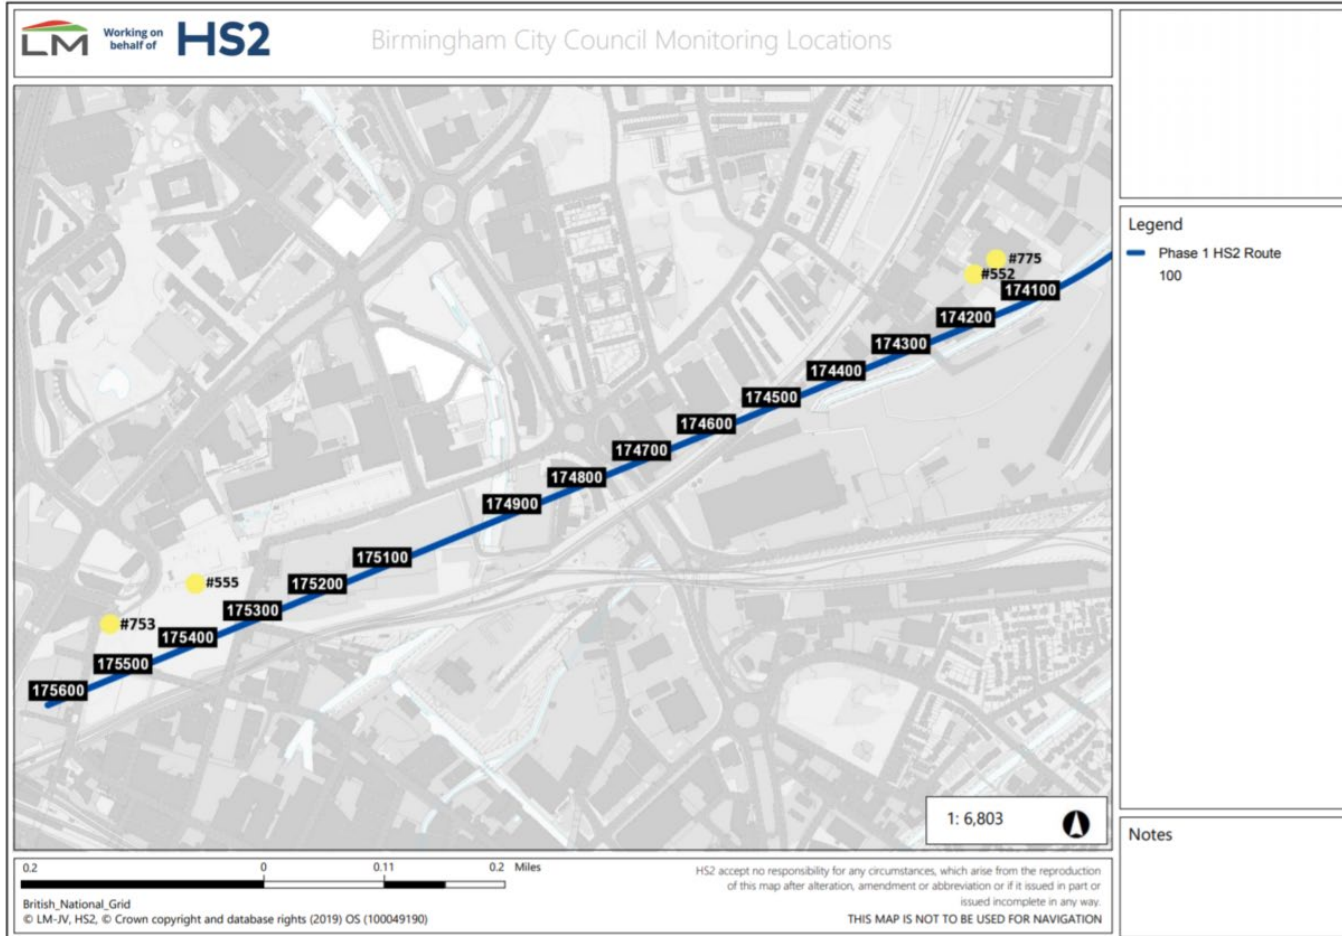 LM
Working on
behalf of
HS2
Birmingham City Council Monitoring Locations
Legend
Phase 1 HS2 Route
100
#775
#552
174100
174200
174300
174400
174500
174600
174700
174800
174900
175100
175200
175300
175400
175500
175600
#555
#753
1: 6,803
Notes
0.2 0 0.11 0.2 Miles
British_National_Grid
© LM-JV, HS2, © Crown copyright and database rights (2019) OS (100049190)
HS2 accept no responsibility for any circumstances, which arise from the reproduction
of this map after alteration, amendment or abbreviation or if it issued in part or
issued incomplete in any way.
THIS MAP IS NOT TO BE USED FOR NAVIGATION